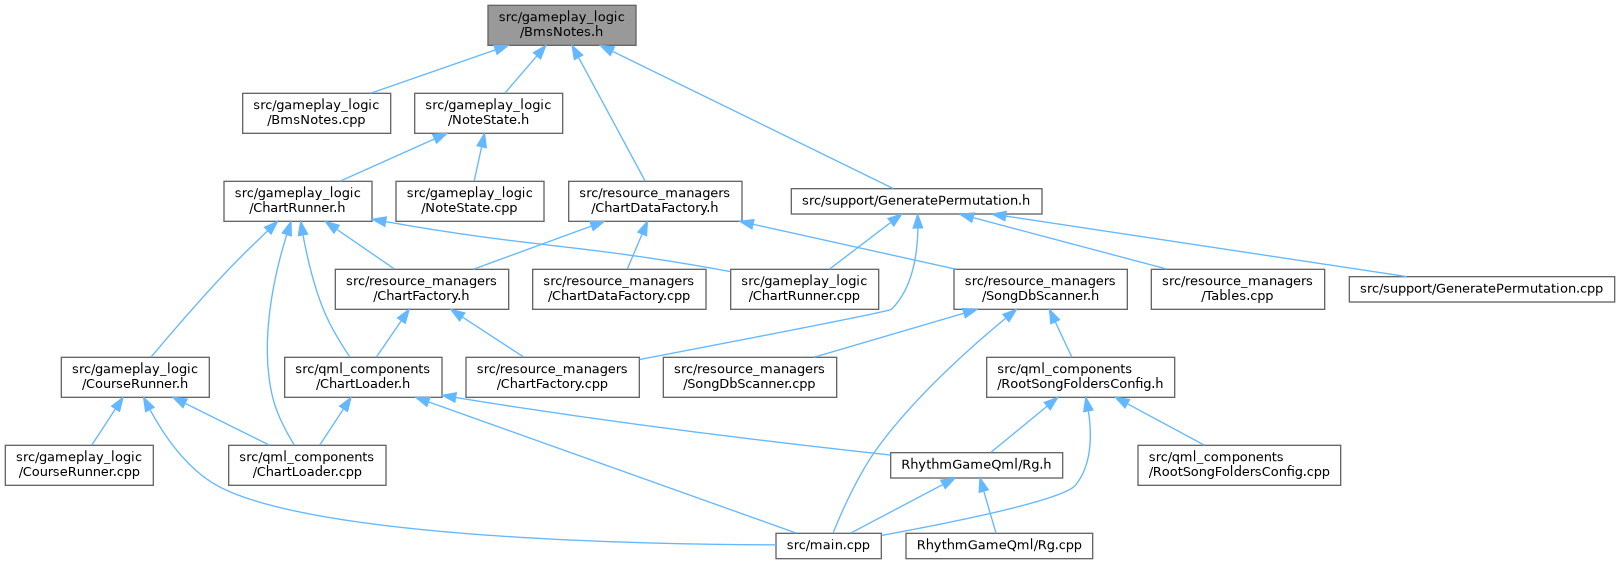 src/gameplay_logic
/BmsNotes.h
src/gameplay_logic
/BmsNotes.cpp
src/gameplay_logic
/NoteState.h
src/gameplay_logic
/ChartRunner.h
src/gameplay_logic
/NoteState.cpp
src/resource_managers
/ChartDataFactory.h
src/support/GeneratePermutation.h
src/resource_managers
/ChartFactory.h
src/resource_managers
/ChartDataFactory.cpp
src/gameplay_logic
/ChartRunner.cpp
src/resource_managers
/SongDbScanner.h
src/resource_managers
/Tables.cpp
src/support/GeneratePermutation.cpp
src/gameplay_logic
/CourseRunner.h
src/qml_components
/ChartLoader.h
src/resource_managers
/ChartFactory.cpp
src/resource_managers
/SongDbScanner.cpp
src/qml_components
/RootSongFoldersConfig.h
src/gameplay_logic
/CourseRunner.cpp
src/qml_components
/ChartLoader.cpp
RhythmGameQml/Rg.h
src/qml_components
/RootSongFoldersConfig.cpp
src/main.cpp
RhythmGameQml/Rg.cpp